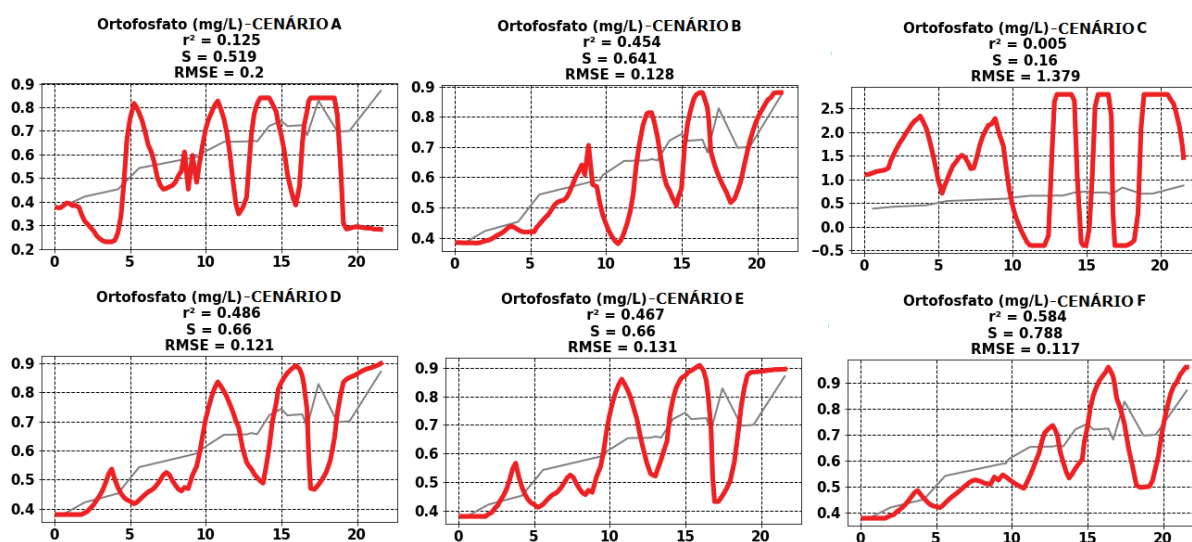 Ortofosfato (mg/L)-CENÁRIO A
r² = 0.125
S = 0.519
RMSE = 0.2
0.9
0.8
0.7
0.6
0.5
0.4
0.3
0.2
0 5 10 15 20
Ortofosfato (mg/L)-CENÁRIO B
r² = 0.454
S = 0.641
RMSE = 0.128
0.9
0.8
0.7
0.6
0.5
0.4
0 5 10 15 20
Ortofosfato (mg/L)-CENÁRIO C
r² = 0.005
S = 0.16
RMSE = 1.379
2.5
2.0
1.5
1.0
0.5
0.0
−0.5
0 5 10 15 20
Ortofosfato (mg/L)-CENÁRIO D
r² = 0.486
S = 0.66
RMSE = 0.121
0.9
0.8
0.7
0.6
0.5
0.4
0 5 10 15 20
Ortofosfato (mg/L)-CENÁRIO E
r² = 0.467
S = 0.66
RMSE = 0.131
0.9
0.8
0.7
0.6
0.5
0.4
0 5 10 15 20
Ortofosfato (mg/L)-CENÁRIO F
r² = 0.584
S = 0.788
RMSE = 0.117
0.9
0.8
0.7
0.6
0.5
0.4
0 5 10 15 20